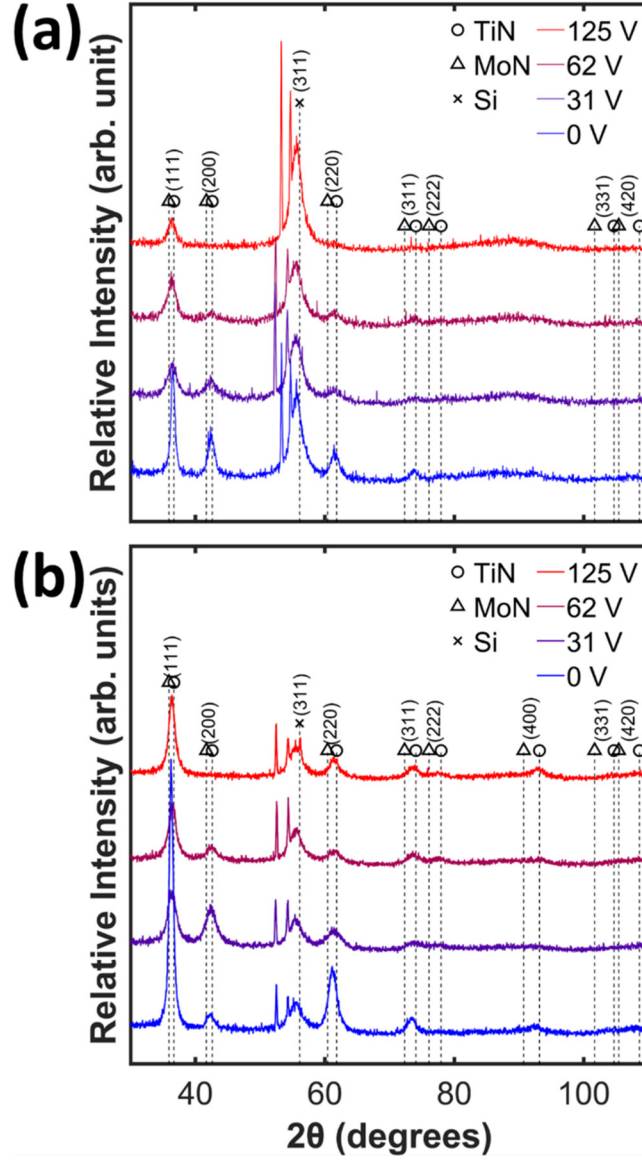 (a)
Relative Intensity (arb. unit)
TiN 125 V
MoN 62 V
Si 31 V
0 V
(111)
(200)
(311)
(220)
(311)
(222)
(331)
(420)
(b)
Relative Intensity (arb. units)
TiN 125 V
MoN 62 V
Si 31 V
0 V
(111)
(200)
(311)
(220)
(311)
(222)
(400)
(331)
(420)
40 60 80 100
2θ (degrees)